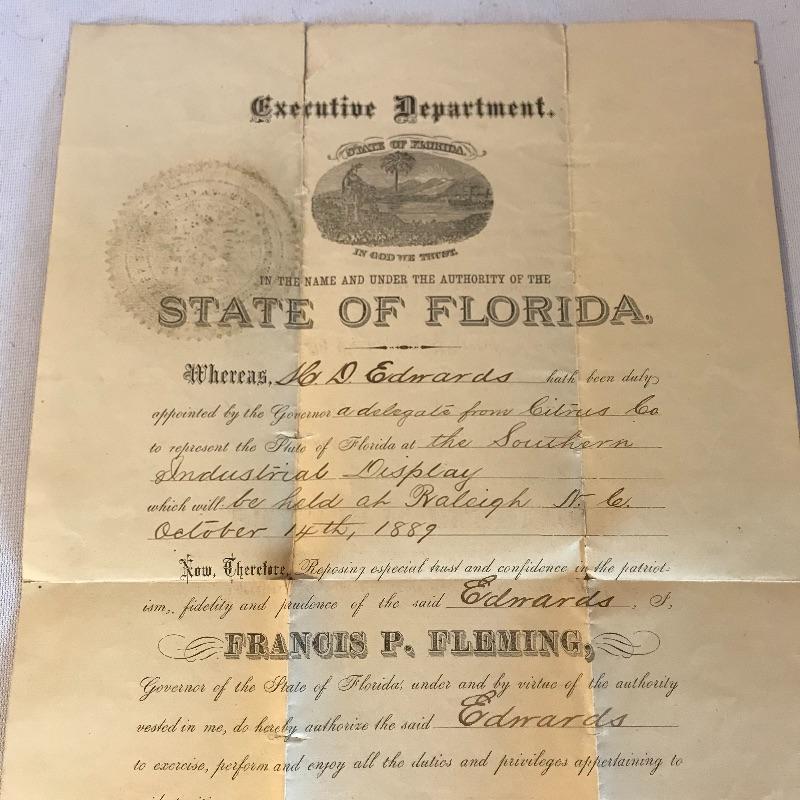 Executive Department.
STATE OF FLORIDA.
IN GOD WE TRUST.
IN THE NAME AND UNDER THE AUTHORITY OF THE
STATE OF FLORIDA.
Whereas, D. Edwards hath been duly
appointed by the Governor a delegate from Citrus Co
to represent the State of Florida at the Southern
Industrial Display
which will be held at Raleigh N. C.
October 14th, 1889
Now, Therefore, Reposing especial trust and confidence in the patriot-
ism, fidelity and prudence of the said Edwards, I,
FRANCIS P. FLEMING,
Governor of the State of Florida, under and by virtue of the authority
vested in me, do hereby authorize the said Edwards
to exercise, perform and enjoy all the duties and privileges appertaining to